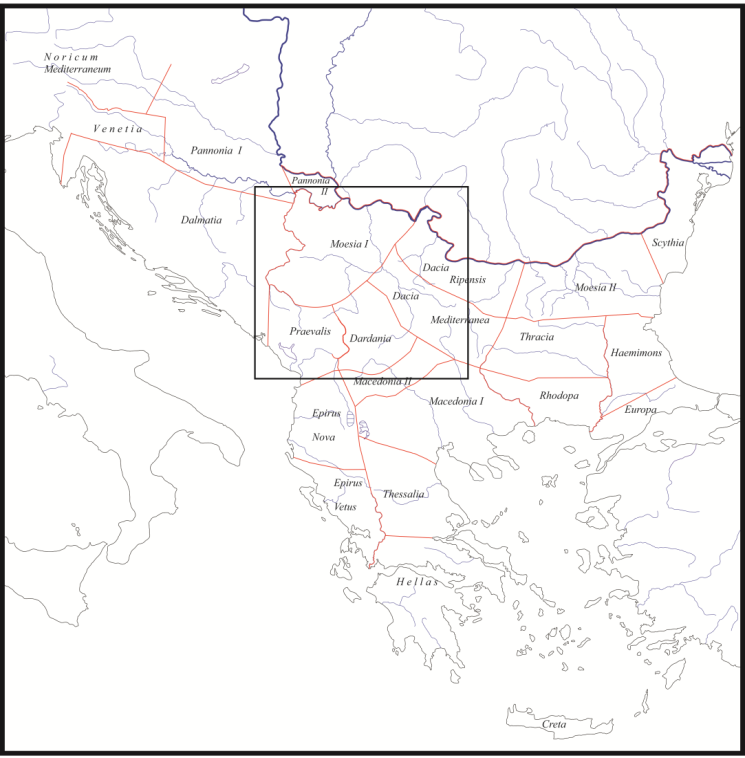 Noricum
Mediterraneum
Venetia
Pannonia I
Pannonia
II
Dalmatia
Moesia I
Scythia
Dacia
Ripensis
Moesia II
Dacia
Mediterranea
Praevalis
Dardania
Thracia
Haemimons
Macedonia II
Macedonia I
Rhodopa
Europa
Epirus
Nova
Epirus
Vetus
Thessalia
Hellas
Creta